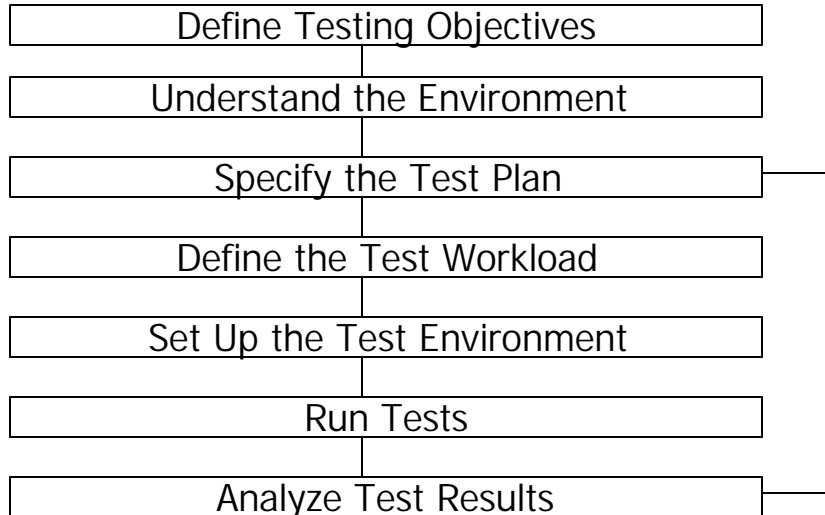 Define Testing Objectives
Understand the Environment
Specify the Test Plan
Define the Test Workload
Set Up the Test Environment
Run Tests
Analyze Test Results